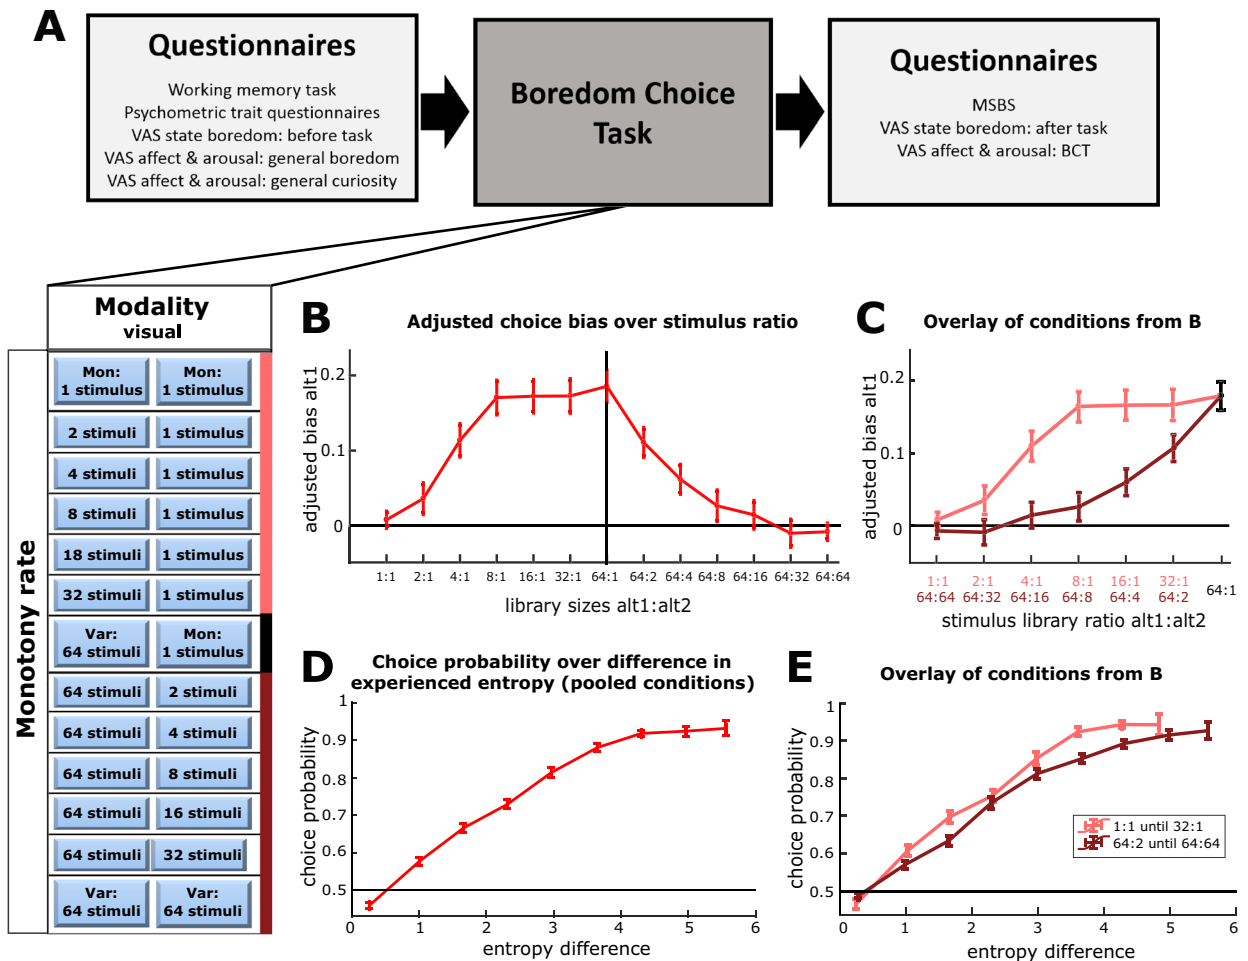 A
Questionnaires
Working memory task
Psychometric trait questionnaires
VAS state boredom: before task
VAS affect & arousal: general boredom
VAS affect & arousal: general curiosity
Boredom Choice
Task
Questionnaires
MSBS
VAS state boredom: after task
VAS affect & arousal: BCT
Modality
visual
Monotony rate
Mon:
1 stimulus
Mon:
1 stimulus
2 stimuli
1 stimulus
4 stimuli
1 stimulus
8 stimuli
1 stimulus
18 stimuli
1 stimulus
32 stimuli
1 stimulus
Var:
64 stimuli
Mon:
1 stimulus
64 stimuli
2 stimuli
64 stimuli
4 stimuli
64 stimuli
8 stimuli
64 stimuli
16 stimuli
64 stimuli
32 stimuli
Var:
64 stimuli
Var:
64 stimuli
B
Adjusted choice bias over stimulus ratio
adjusted bias alt1
0.2
0.1
0
1:1 2:1 4:1 8:1 16:1 32:1 64:1 64:2 64:4 64:8 64:16 64:32 64:64
library sizes alt1:alt2
C
Overlay of conditions from B
adjusted bias alt1
0.2
0.1
0
1:1 2:1 4:1 8:1 16:1 32:1
64:64 64:32 64:16 64:8 64:4 64:2 64:1
stimulus library ratio alt1:alt2
D
Choice probability over difference in
experienced entropy (pooled conditions)
choice probability
1
0.9
0.8
0.7
0.6
0.5
0 1 2 3 4 5 6
entropy difference
E
Overlay of conditions from B
choice probability
1
0.9
0.8
0.7
0.6
0.5
0 1 2 3 4 5 6
entropy difference
1:1 until 32:1
64:2 until 64:64